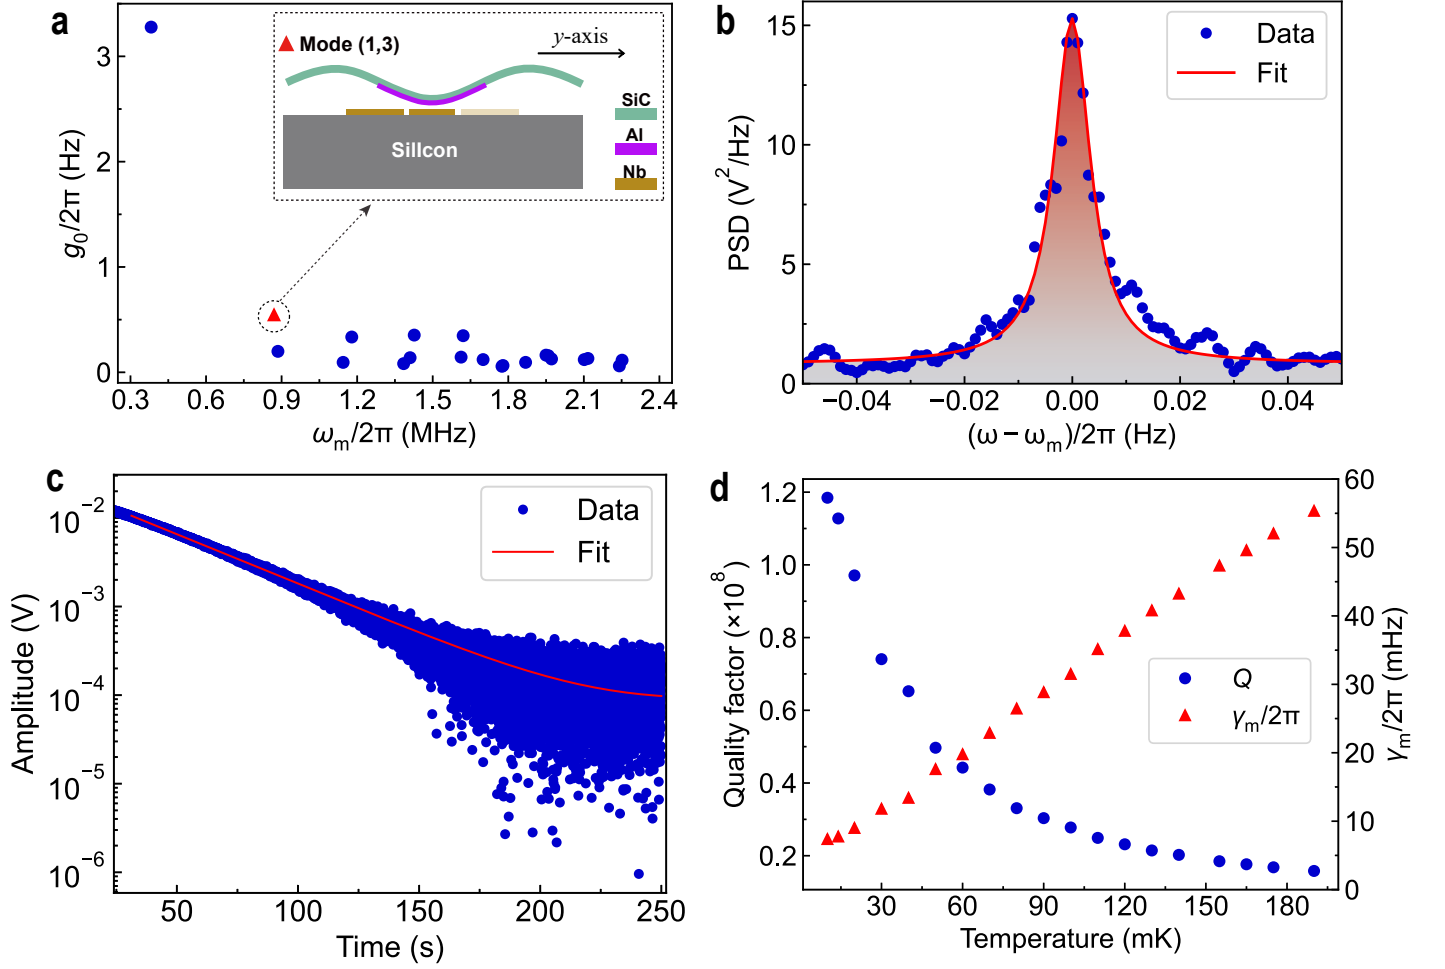 a
Mode (1,3)
y-axis
SiC
Al
Nb
SilIcon
g₀/2π (Hz)
3
2
1
0
0.3 0.6 0.9 1.2 1.5 1.8 2.1 2.4
ωₘ/2π (MHz)
b
Data
Fit
PSD (V²/Hz)
15
10
5
0
−0.04 −0.02 0.00 0.02 0.04
(ω − ωₘ)/2π (Hz)
c
Data
Fit
Amplitude (V)
10⁻²
10⁻³
10⁻⁴
10⁻⁵
10⁻⁶
50 100 150 200 250
Time (s)
d
Quality factor (×10⁸)
1.2
1.0
0.8
0.6
0.4
0.2
Q
γₘ/2π
60
50
40
30
20
10
0
γₘ/2π (mHz)
30 60 90 120 150 180
Temperature (mK)